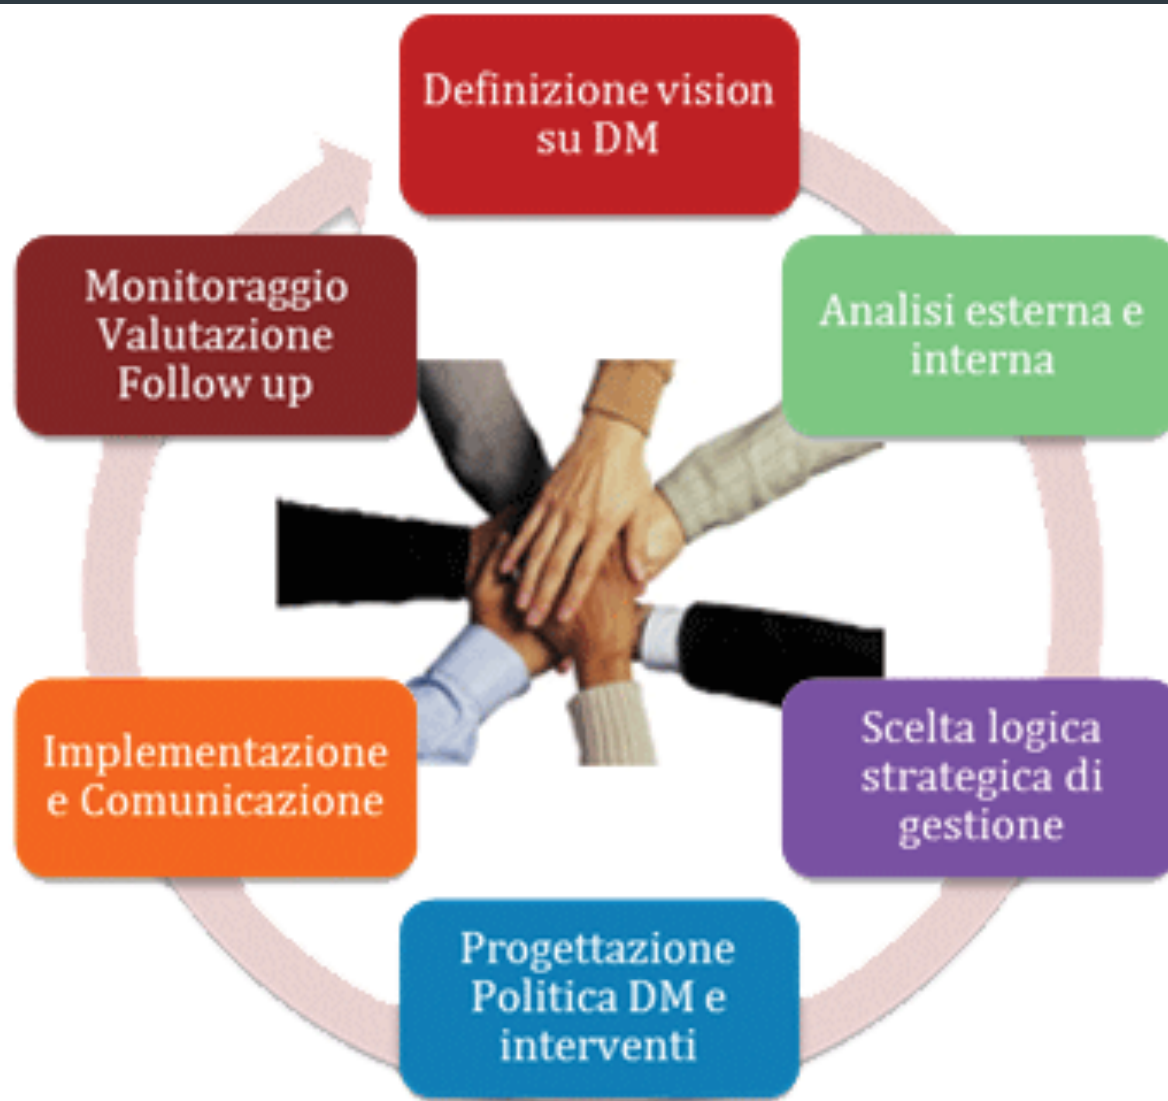 Definizione vision
su DM
Analisi esterna e
interna
Scelta logica
strategica di
gestione
Progettazione
Politica DM e
interventi
Implementazione
e Comunicazione
Monitoraggio
Valutazione
Follow up